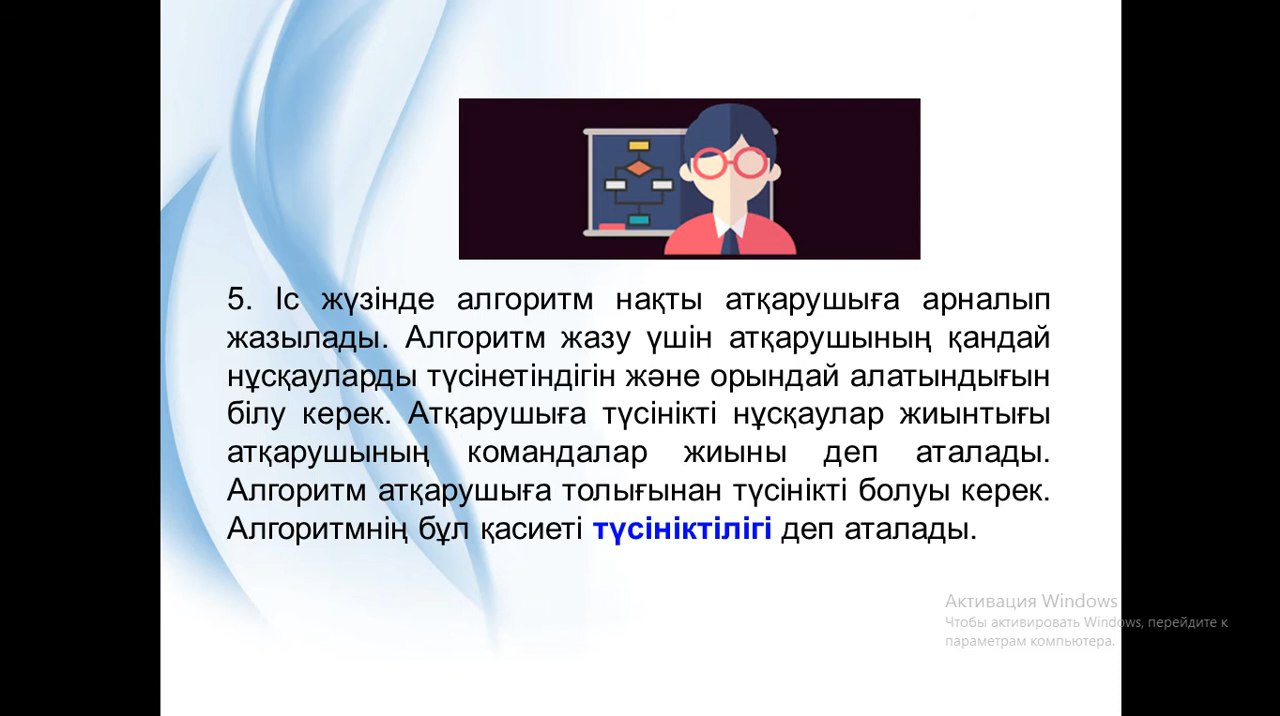 5. Іс жүзінде алгоритм нақты атқарушыға арналып
жазылады. Алгоритм жазу үшін атқарушының қандай
нұсқауларды түсінетіндігін және орындай алатындығын
білу керек. Атқарушыға түсінікті нұсқаулар жиынтығы
атқарушының командалар жиыны деп аталады.
Алгоритм атқарушыға толығынан түсінікті болуы керек.
Алгоритмнің бұл қасиеті түсініктілігі деп аталады.
Активация Windows
Чтобы активировать Windows, перейдите к
параметрам компьютера.